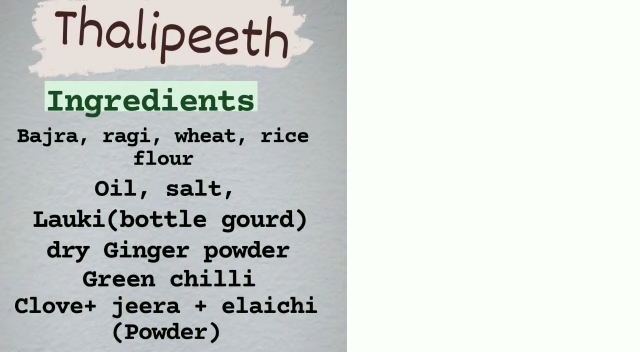 Thalipeeth
Ingredients
Bajra, ragi, wheat, rice
flour
Oil, salt,
Lauki(bottle gourd)
dry Ginger powder
Green chilli
Clove+ jeera + elaichi
(Powder)